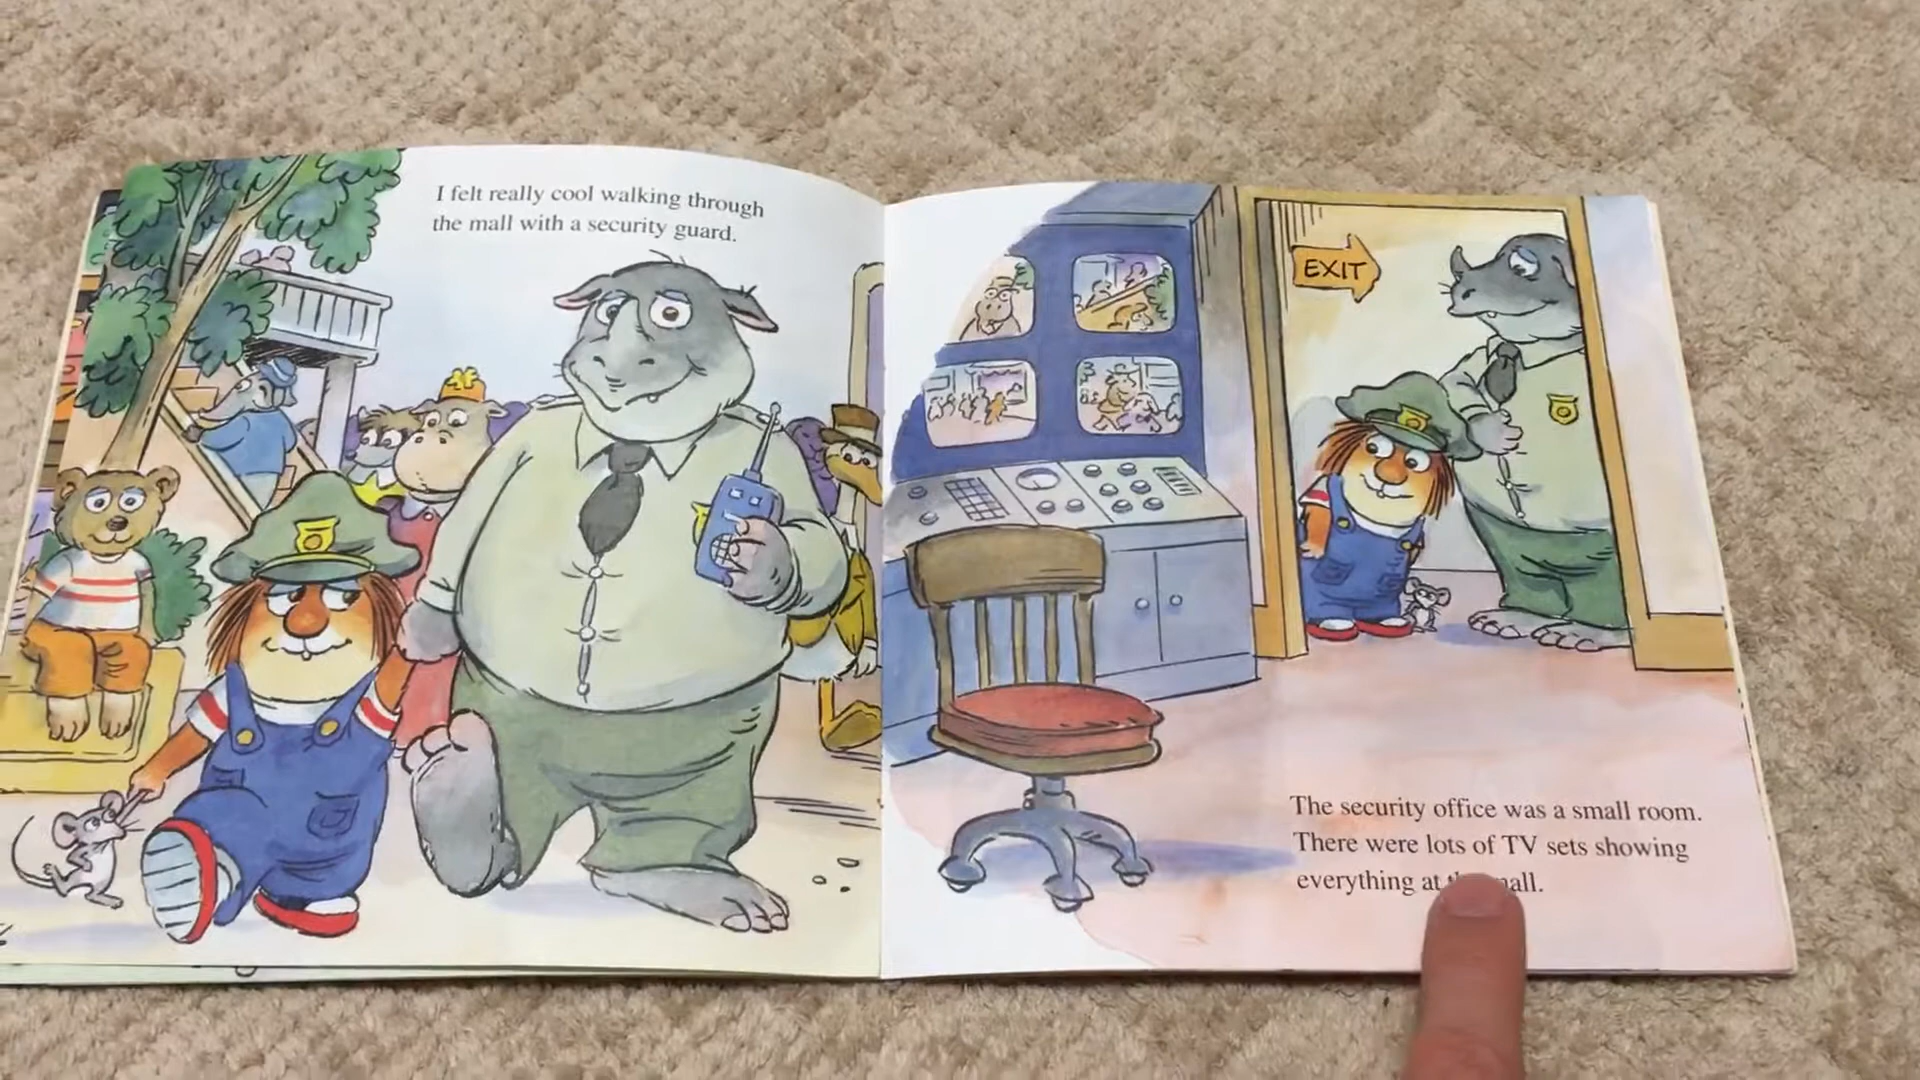 I felt really cool walking through
the mall with a security guard.
EXIT
The security office was a small room.
There were lots of TV sets showing
everything at mall.